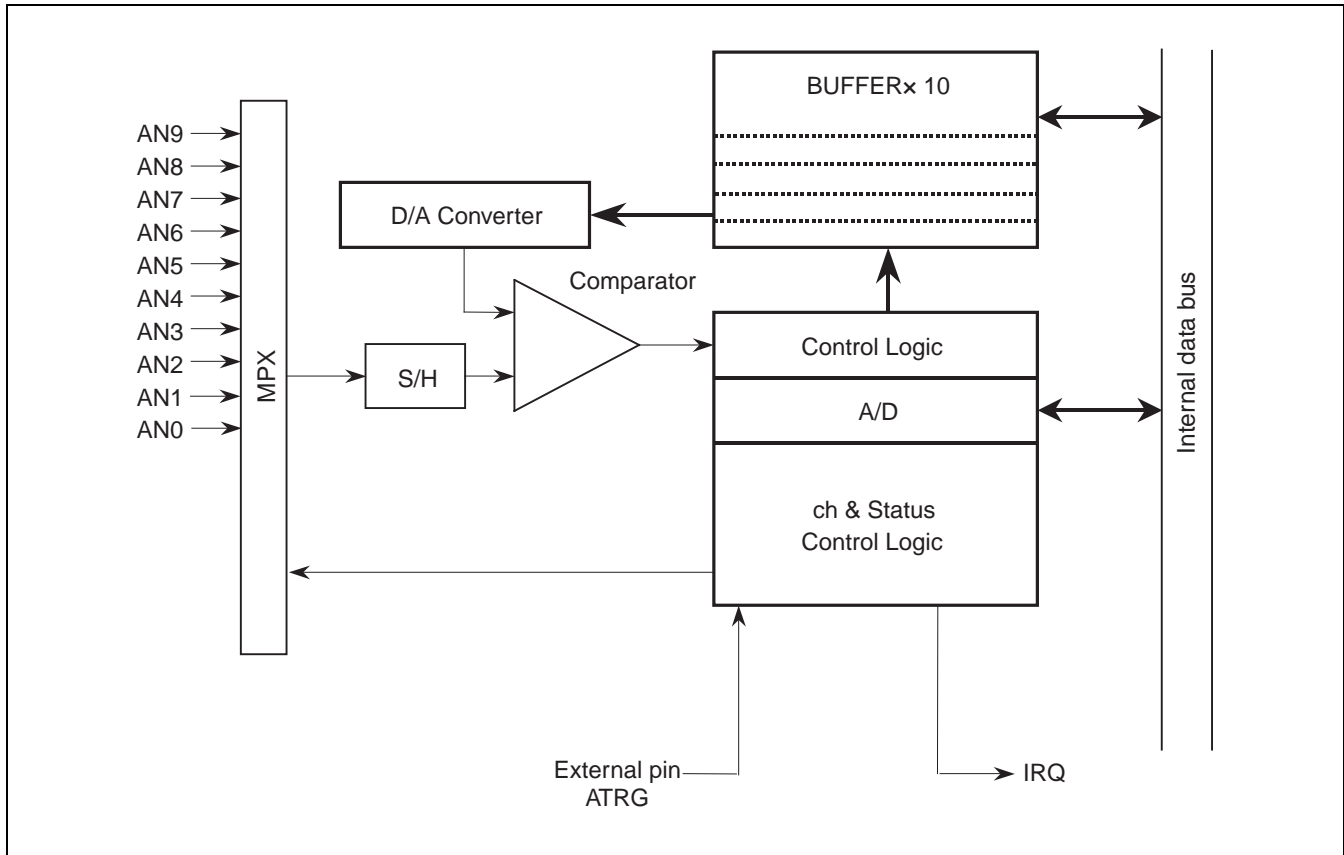 BUFFER× 10
AN9
AN8
AN7
AN6
AN5
AN4
AN3
AN2
AN1
AN0
MPX
D/A Converter
Comparator
S/H
Control Logic
A/D
ch & Status
Control Logic
Internal data bus
External pin
ATRG
IRQ